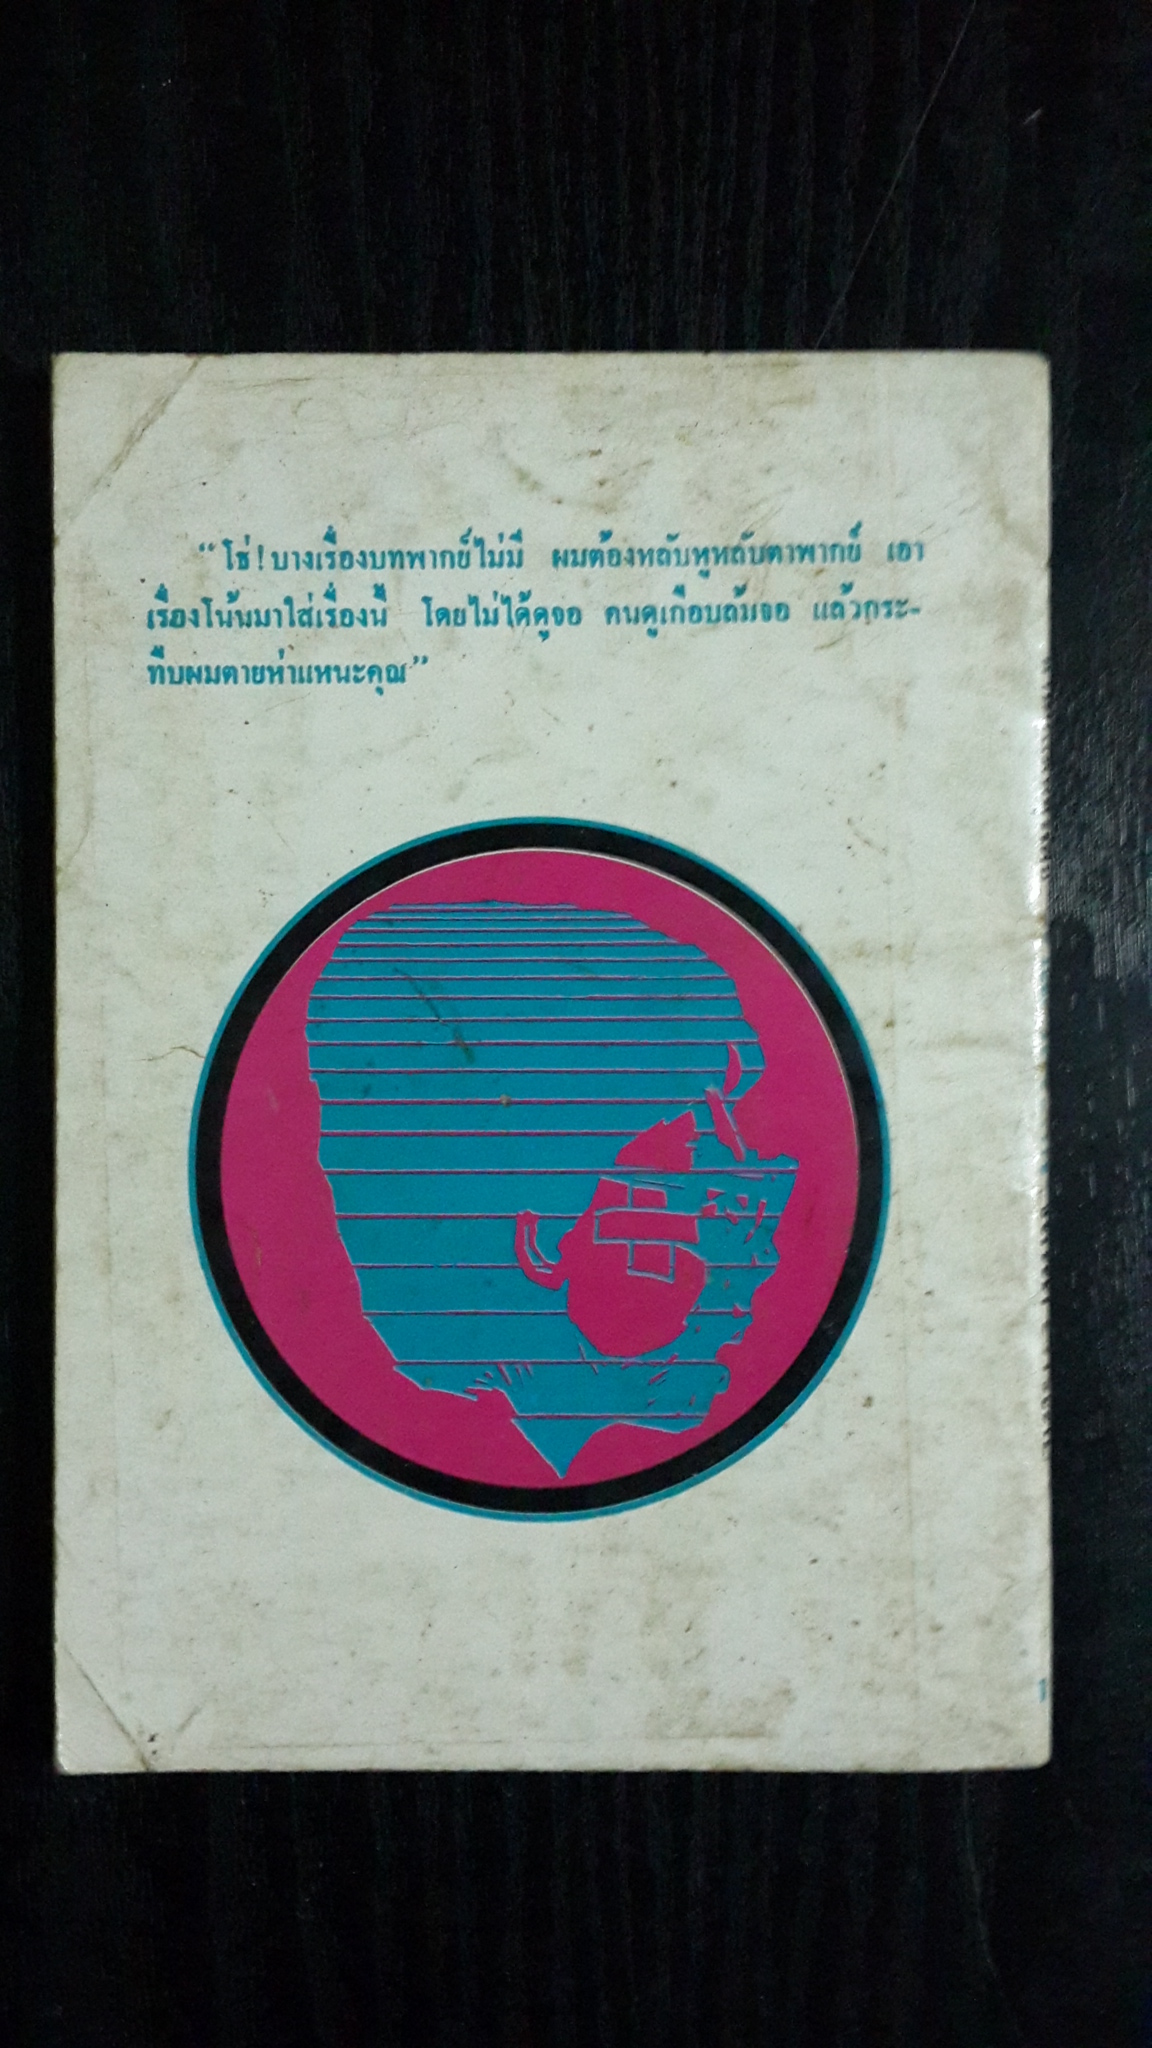 “โธ่!บางเรื่องบทพากย์ไม่มี ผมต้องหลับหูหลับตาพากย์ เอา
เรื่องโน้นมาใส่เรื่องนี้ โดยไม่ได้ดูจอ คนดูเกือบล้มจอ แล้วกระ-
ทืบผมตายห่าแหนะคุณ”